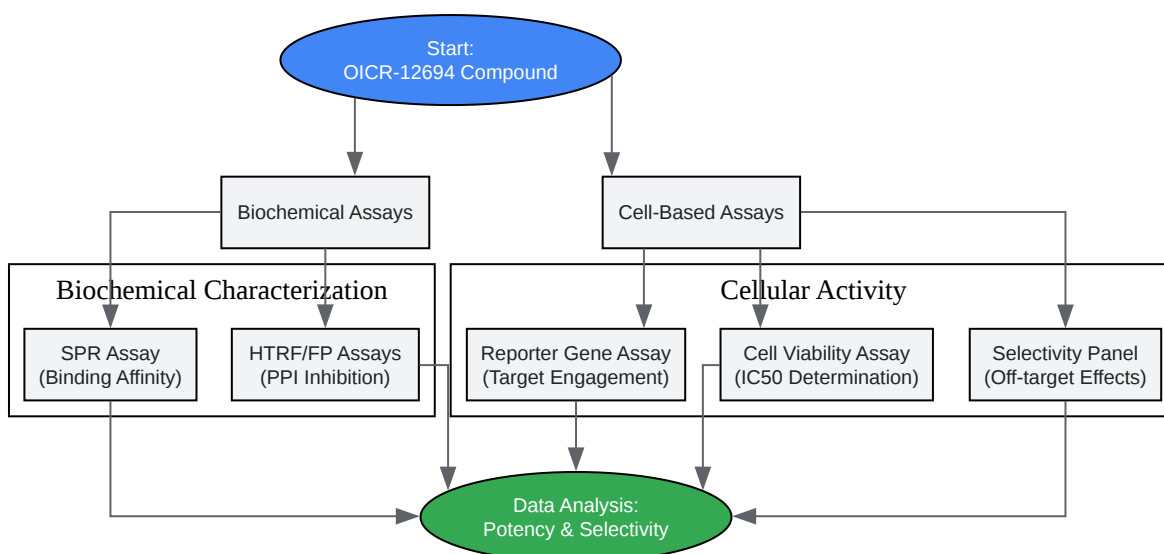 Start:
OICR-12694 Compound
Biochemical Assays
Cell-Based Assays
Biochemical Characterization
Cellular Activity
SPR Assay
(Binding Affinity)
HTRF/FP Assays
(PPI Inhibition)
Reporter Gene Assay
(Target Engagement)
Cell Viability Assay
(IC50 Determination)
Selectivity Panel
(Off-target Effects)
Data Analysis:
Potency & Selectivity